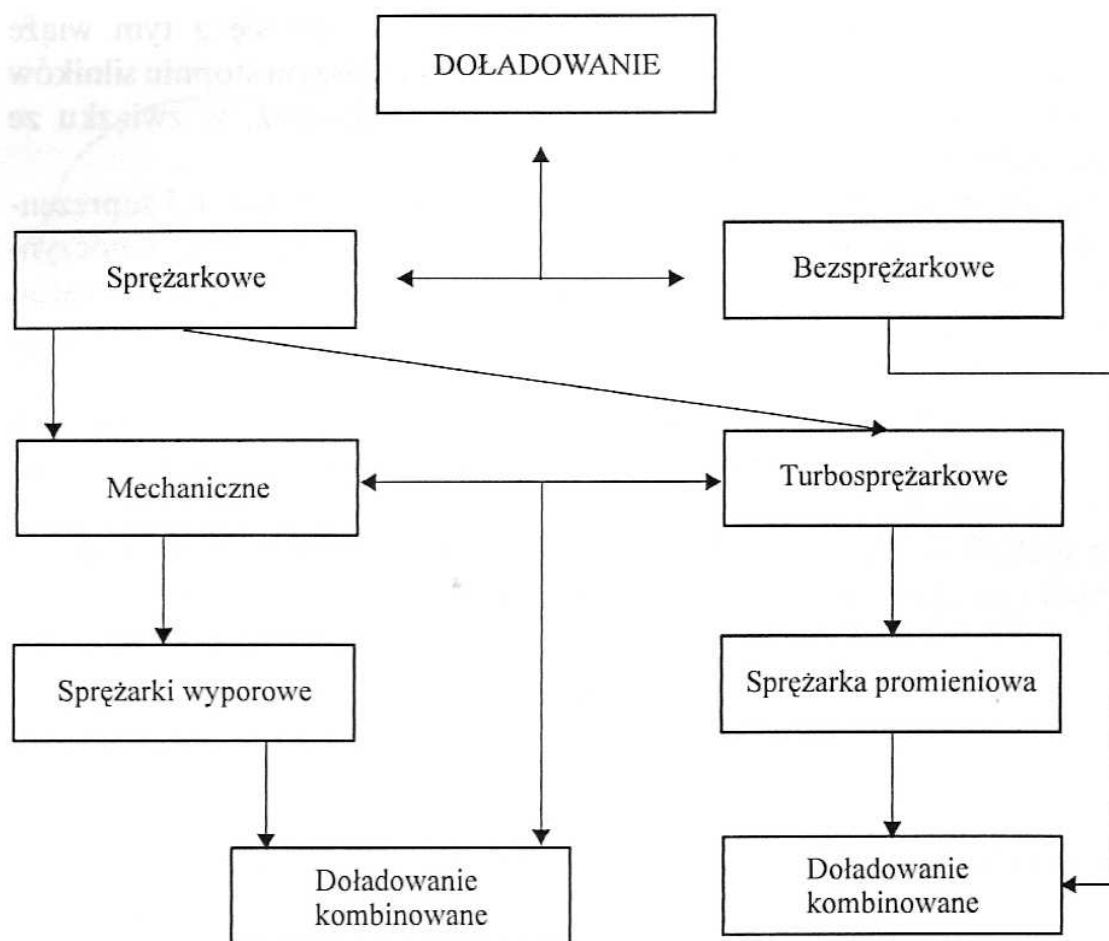 DOŁADOWANIE
Sprężarkowe
Bezsprężarkowe
Mechaniczne
Turbosprężarkowe
Sprężarki wyporowe
Sprężarka promieniowa
Doładowanie
kombinowane
Doładowanie
kombinowane